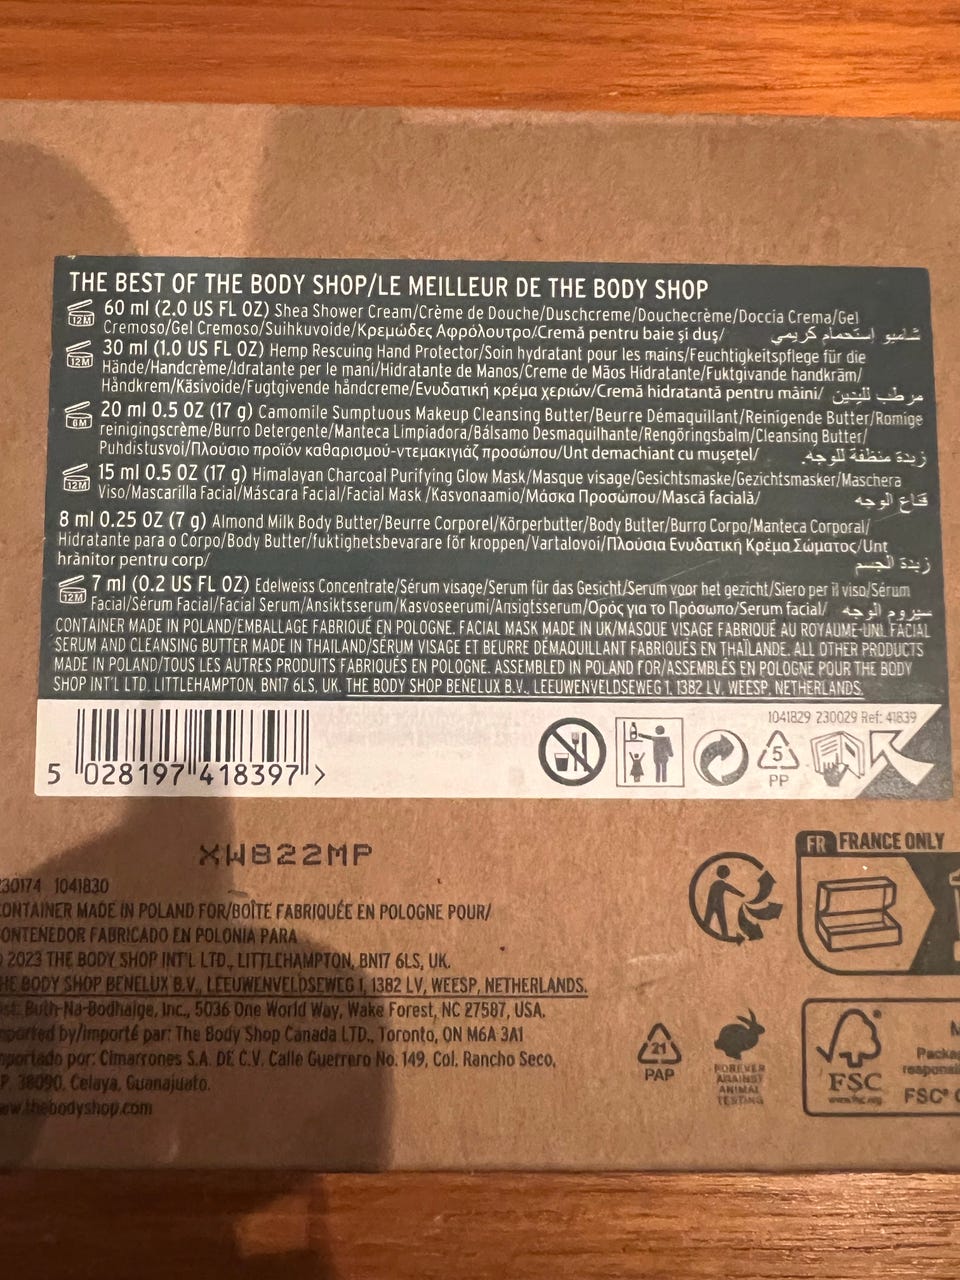 THE BEST OF THE BODY SHOP/LE MEILLEUR DE THE BODY SHOP
12M 60 ml (2.0 US FL OZ) Shea Shower Cream/Crème de Douche/Duschcreme/Douchecrème/Doccia Crema/Gel
Cremoso/Gel Cremoso/Suihkuvoide/Κρεμώδες Αφρόλουτρο/Cremă pentru baie şi duş/ شامبو إستحمام كريمي
12M 30 ml (1.0 US FL OZ) Hemp Rescuing Hand Protector/Soin hydratant pour les mains/Feuchtigkeitspflege für die
Hände/Handcrème/Idratante per le mani/Hidratante de Manos/Creme de Mãos Hidratante/Fuktgivande handkräm/
Håndkrem/Käsivoide/Fugtgivende håndcreme/Ενυδατική κρέμα χεριών/Cremă hidratantă pentru mâini/ مرطب لليدين
6M 20 ml 0.5 OZ (17 g) Camomile Sumptuous Makeup Cleansing Butter/Beurre Démaquillant/Reinigende Butter/Romige
reinigingscrème/Burro Detergente/Manteca Limpiadora/Bálsamo Desmaquilhante/Rengöringsbalm/Cleansing Butter/
Puhdistusvoi/Πλούσιο προϊόν καθαρισμού-ντεμακιγιάζ προσώπου/Unt demachiant cu muşeţel/ زبدة منظفة للوجه.
12M 15 ml 0.5 OZ (17 g) Himalayan Charcoal Purifying Glow Mask/Masque visage/Gesichtsmaske/Gezichtsmasker/Maschera
Viso/Mascarilla Facial/Máscara Facial/Facial Mask /Kasvonaamio/Μάσκα Προσώπου/Mască facială/ قناع الوجه
8 ml 0.25 OZ (7 g) Almond Milk Body Butter/Beurre Corporel/Körperbutter/Body Butter/Burro Corpo/Manteca Corporal/
Hidratante para o Corpo/Body Butter/fuktighetsbevarare för kroppen/Vartalovoi/Πλούσια Ενυδατική Κρέμα Σώματος/Unt
hrănitor pentru corp/ زبدة الجسم
12M 7 ml (0.2 US FL OZ) Edelweiss Concentrate/Sérum visage/Serum für das Gesicht/Serum voor het gezicht/Siero per il viso/Sérum
Facial/Sérum Facial/Facial Serum/Ansiktsserum/Kasvoseerumi/Ansigtsserum/Ορός για το Πρόσωπο/Serum facial/ سيروم الوجه
CONTAINER MADE IN POLAND/EMBALLAGE FABRIQUÉ EN POLOGNE. FACIAL MASK MADE IN UK/MASQUE VISAGE FABRIQUÉ AU ROYAUME-UNI. FACIAL
SERUM AND CLEANSING BUTTER MADE IN THAILAND/SÉRUM VISAGE ET BEURRE DÉMAQUILLANT FABRIQUÉS EN THAÏLANDE. ALL OTHER PRODUCTS
MADE IN POLAND/TOUS LES AUTRES PRODUITS FABRIQUÉS EN POLOGNE. ASSEMBLED IN POLAND FOR/ASSEMBLÉS EN POLOGNE POUR THE BODY
SHOP INT'L LTD. LITTLEHAMPTON, BN17 6LS, UK. THE BODY SHOP BENELUX B.V., LEEUWENVELDSEWEG 1, 1382 LV, WEESP, NETHERLANDS.
1041829 230029 Ref: 41839
5 028197 418397 >
5
PP
XW822MP
FR FRANCE ONLY
230174 1041830
CONTAINER MADE IN POLAND FOR/BOÎTE FABRIQUÉE EN POLOGNE POUR/
CONTENEDOR FABRICADO EN POLONIA PARA
2023 THE BODY SHOP INT'L LTD., LITTLEHAMPTON, BN17 6LS, UK.
THE BODY SHOP BENELUX B.V., LEEUWENVELDSEWEG 1, 1382 LV, WEESP, NETHERLANDS.
Buth-Na-Bodhaige, Inc., 5036 One World Way, Wake Forest, NC 27587, USA.
mported by/importé par: The Body Shop Canada LTD., Toronto, ON M6A 3A1
mportado por: Cimarrones S.A. DE C.V. Calle Guerrero No. 149, Col. Rancho Seco,
.P. 38090, Celaya, Guanajuato.
www.thebodyshop.com
21
PAP
FOREVER
AGAINST
ANIMAL
TESTING
FSC
www.fsc.org
M
Packa
responsi
FSC® C